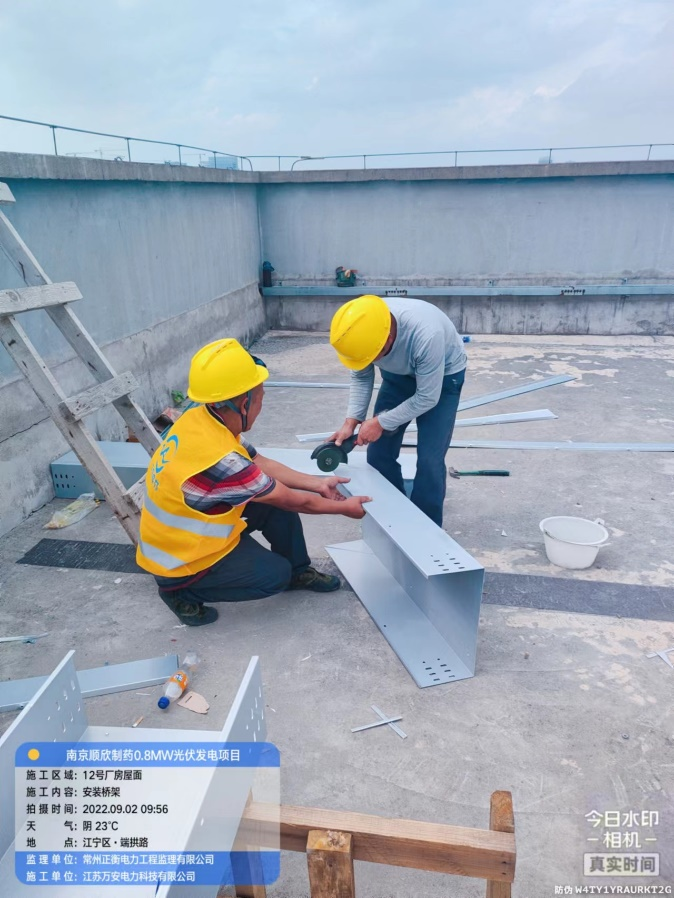 南京顺欣制药0.8MW光伏发电项目
施工区域：12号厂房屋面
施工内容：安装桥架
拍摄时间：2022.09.02 09:56
天 气：阴 23℃
地 点：江宁区·端拱路
监理单位：常州正衡电力工程监理有限公司
施工单位：江苏万安电力科技有限公司
今日水印
相机
真实时间
防伪 W4TY1YRAURKT2G